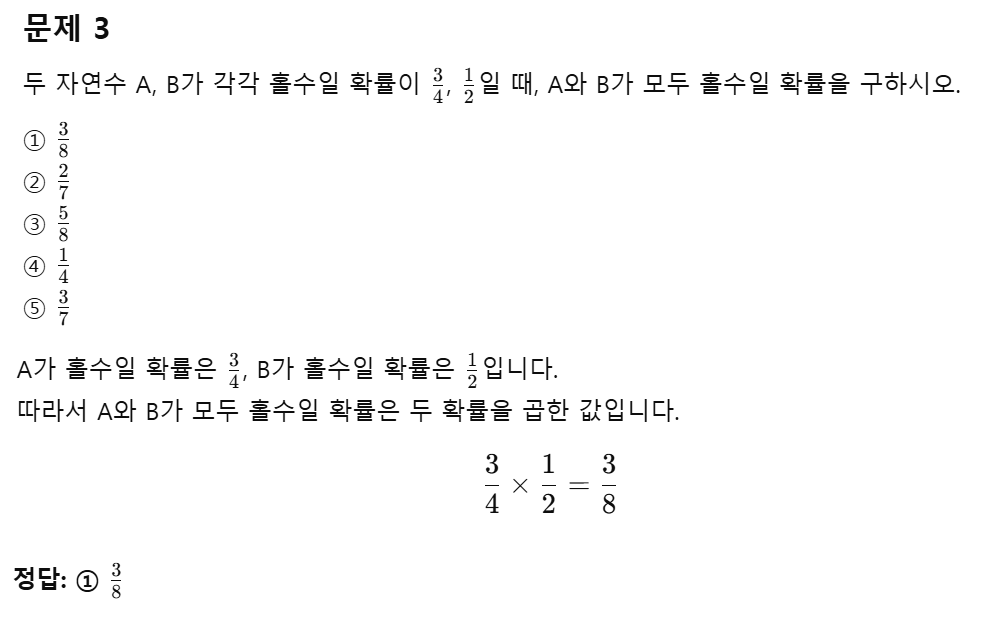 문제 3
두 자연수 A, B가 각각 홀수일 확률이 3/4, 1/2일 때, A와 B가 모두 홀수일 확률을 구하시오.
① 3/8
② 2/7
③ 5/8
④ 1/4
⑤ 3/7
A가 홀수일 확률은 3/4, B가 홀수일 확률은 1/2입니다.
따라서 A와 B가 모두 홀수일 확률은 두 확률을 곱한 값입니다.
3/4 × 1/2 = 3/8
정답: ① 3/8